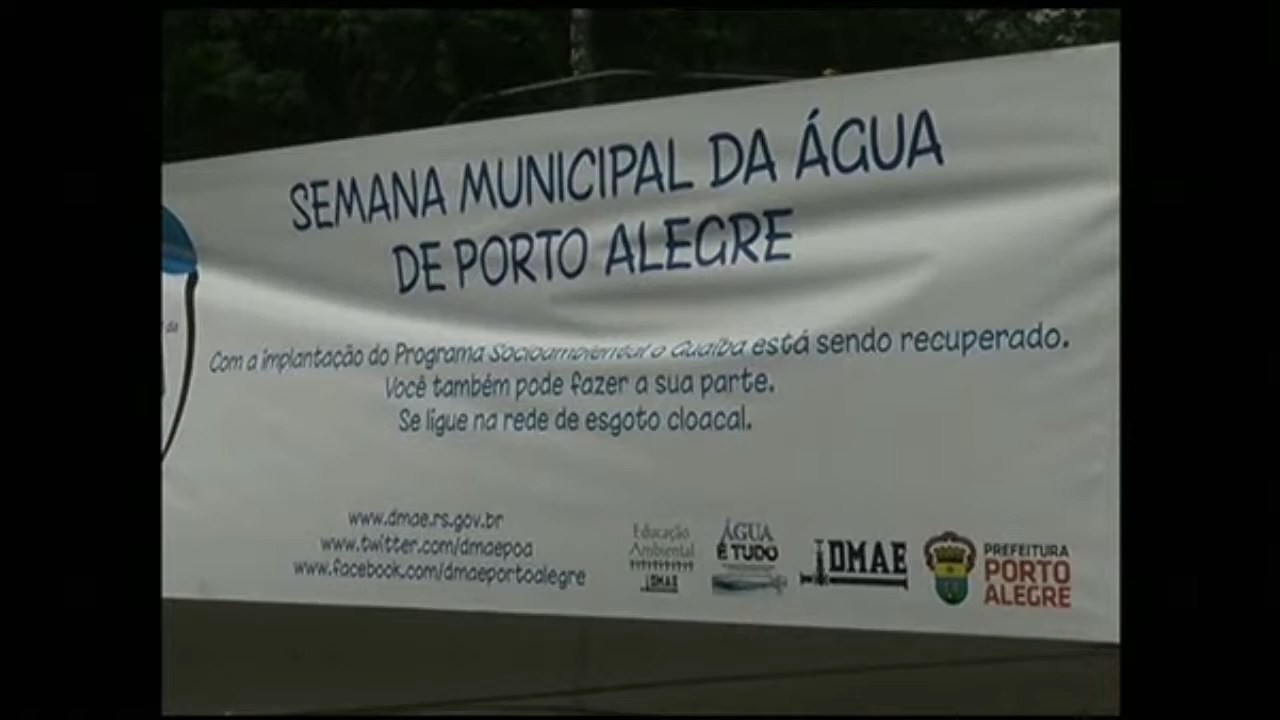 SEMANA MUNICIPAL DA ÁGUA
DE PORTO ALEGRE
Com a implantação do Programa Socioambiental o Guaíba está sendo recuperado.
Você também pode fazer a sua parte.
Se ligue na rede de esgoto cloacal.
www.dmae.rs.gov.br
www.twitter.com/dmaepoa
www.facebook.com/dmaeportoalegre
Educação
Ambiental
DMAE
ÁGUA
É TUDO
DMAE
PREFEITURA
PORTO
ALEGRE
da